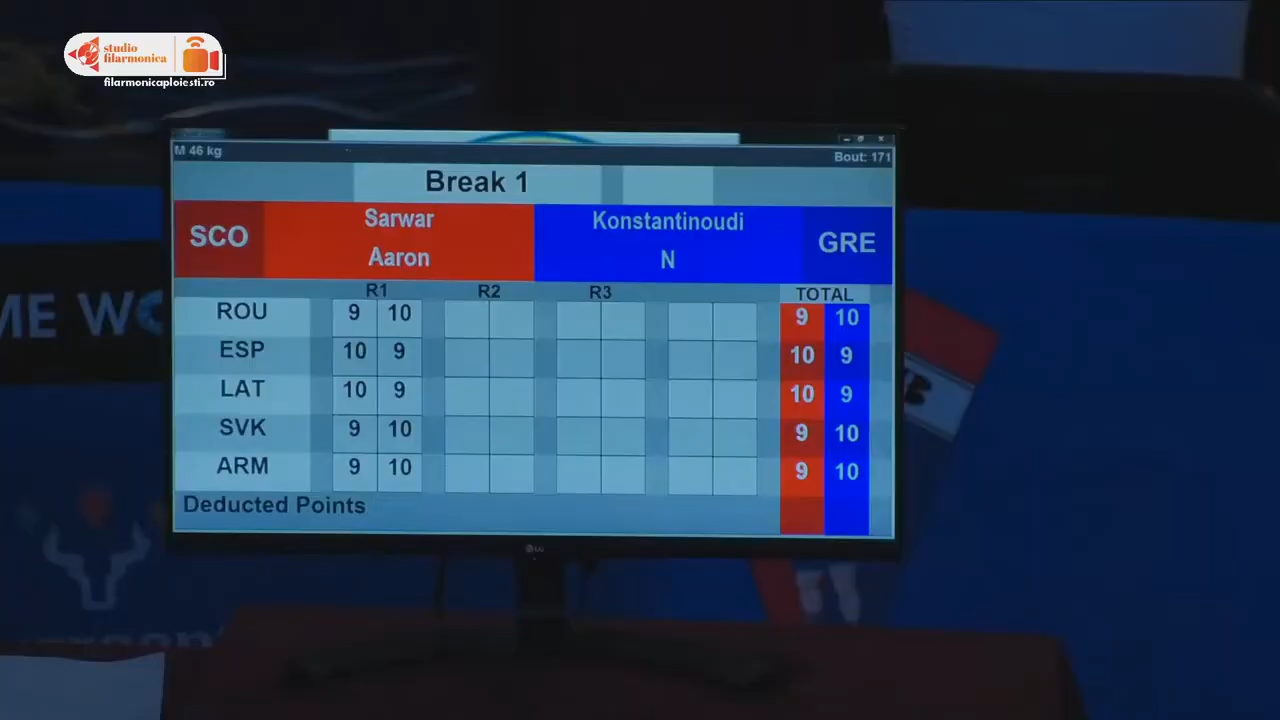 studio
filarmonica
filarmonicaploiesti.ro
M 46 kg
Bout: 171
Break 1
SCO
Sarwar
Aaron
Konstantinoudi
N
GRE
R1 R2 R3 TOTAL
ROU 9 10 9 10
ESP 10 9 10 9
LAT 10 9 10 9
SVK 9 10 9 10
ARM 9 10 9 10
Deducted Points
LG